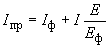 Iпр = Iф + I E/Eф